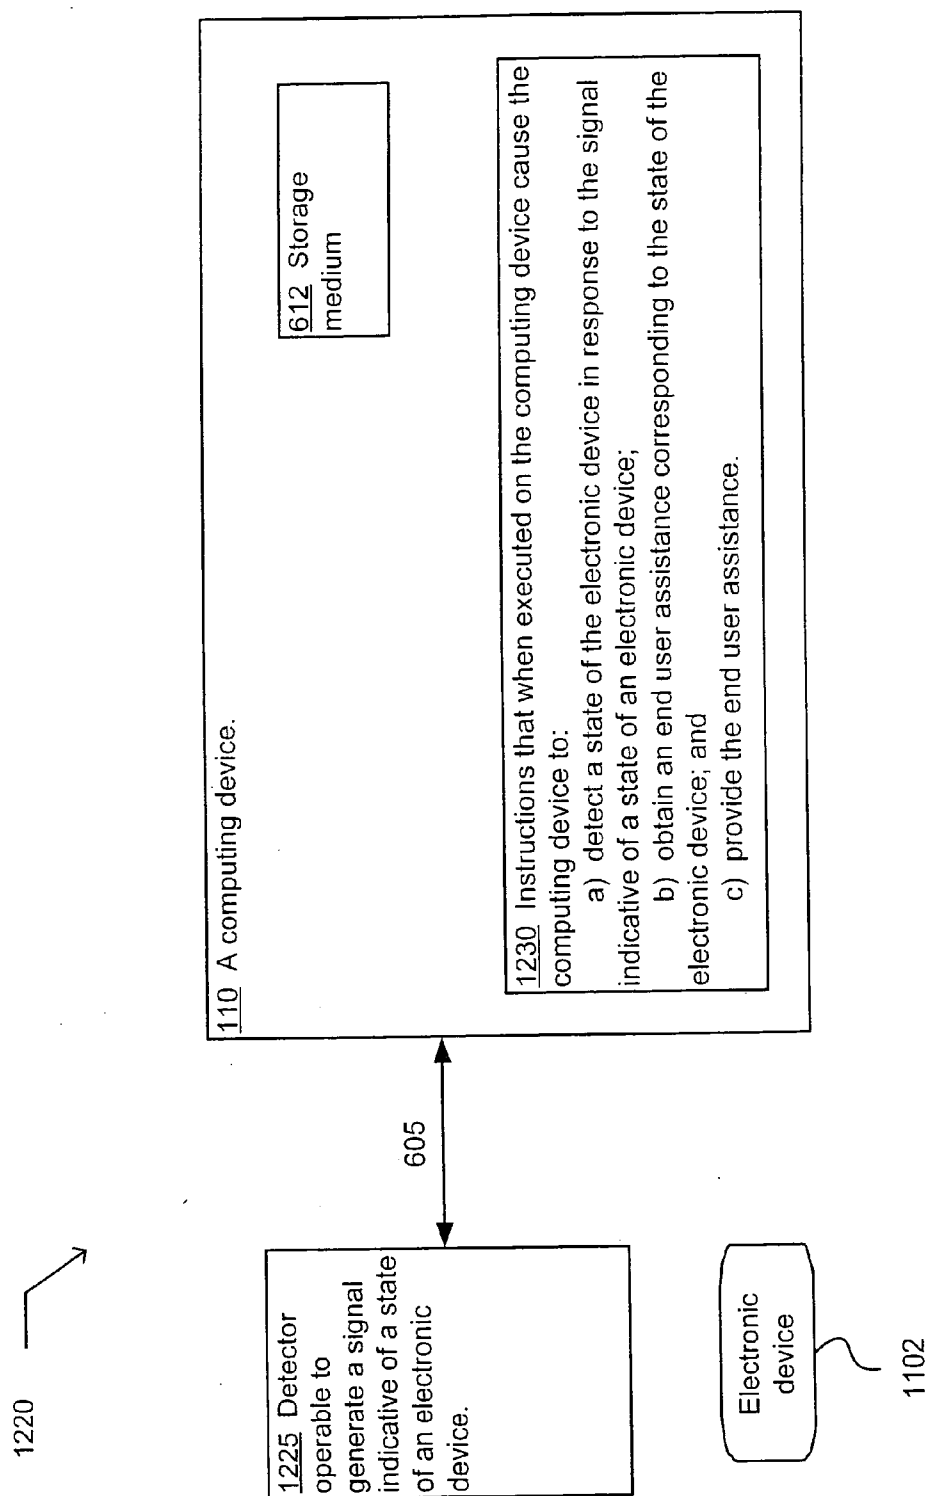 1220
1225 Detector
operable to
generate a signal
indicative of a state
of an electronic
device.
Electronic
device
1102
605
110 A computing device.
612 Storage
medium
1230 Instructions that when executed on the computing device cause the
computing device to:
a) detect a state of the electronic device in response to the signal
indicative of a state of an electronic device;
b) obtain an end user assistance corresponding to the state of the
electronic device; and
c) provide the end user assistance.